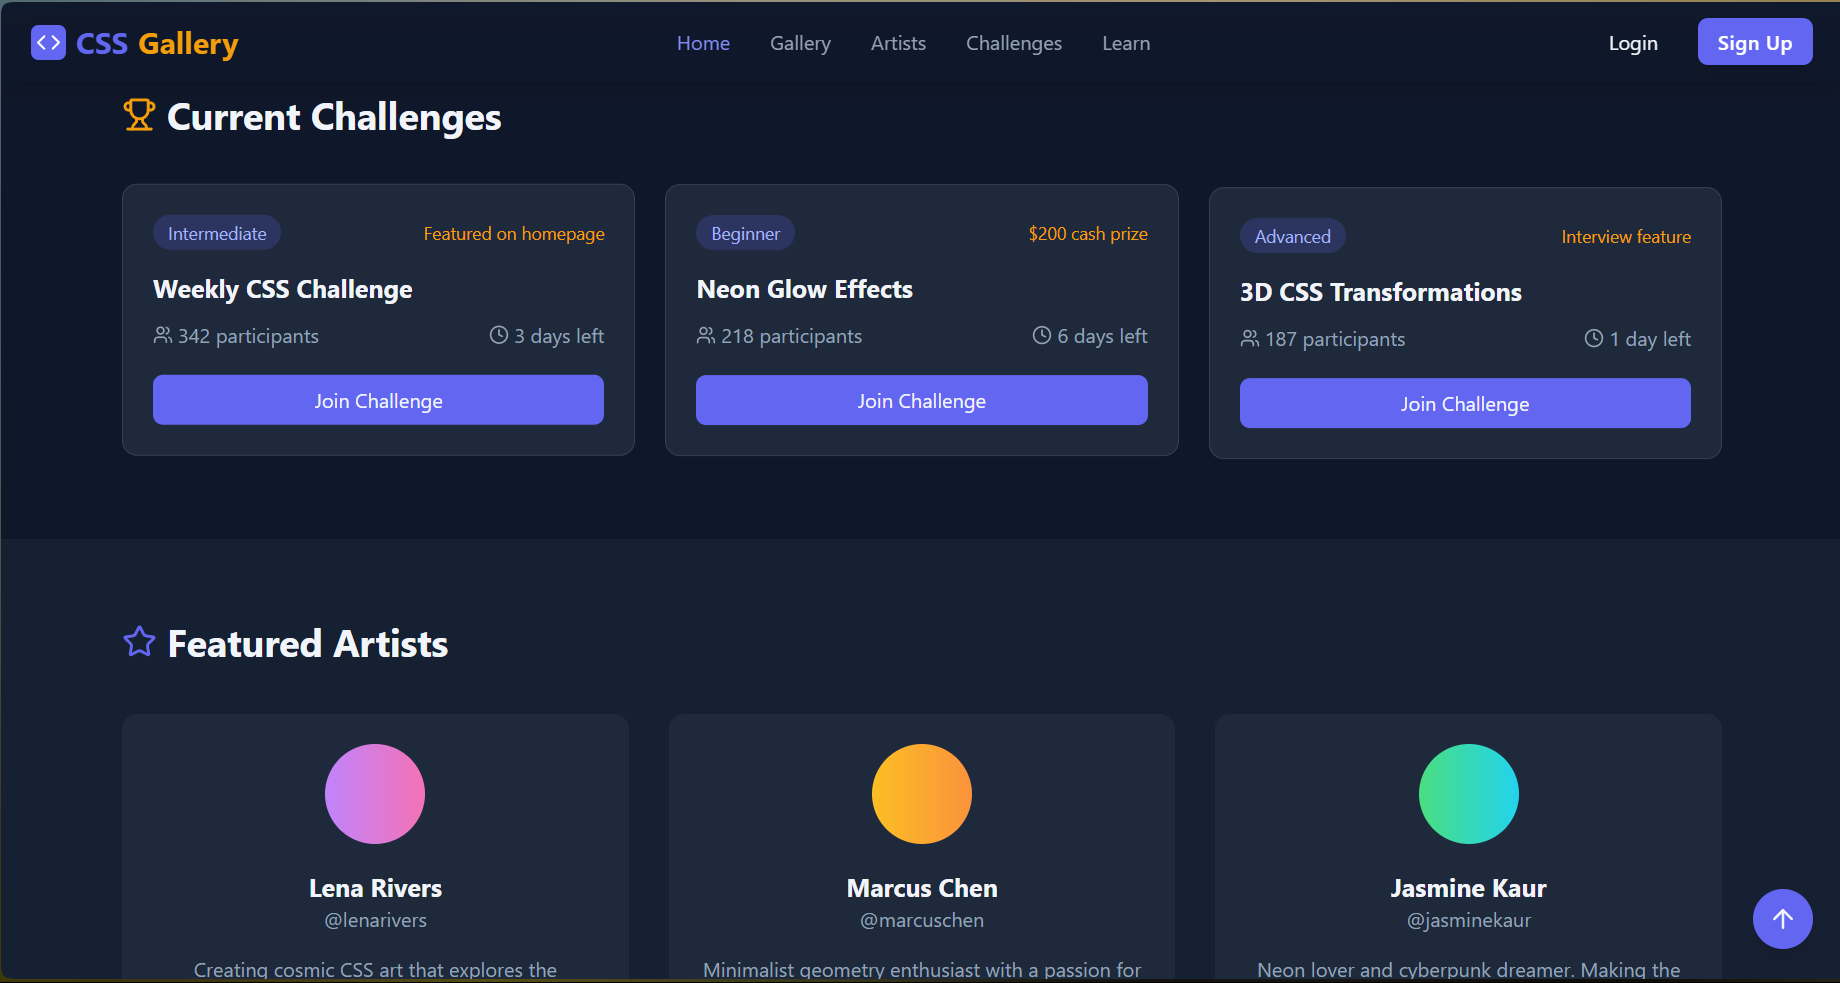 CSS Gallery
Home Gallery Artists Challenges Learn
Login
Sign Up
Current Challenges
Intermediate
Featured on homepage
Weekly CSS Challenge
342 participants
3 days left
Join Challenge
Beginner
$200 cash prize
Neon Glow Effects
218 participants
6 days left
Join Challenge
Advanced
Interview feature
3D CSS Transformations
187 participants
1 day left
Join Challenge
Featured Artists
Lena Rivers
@lenarivers
Creating cosmic CSS art that explores the
Marcus Chen
@marcuschen
Minimalist geometry enthusiast with a passion for
Jasmine Kaur
@jasminekaur
Neon lover and cyberpunk dreamer. Making the